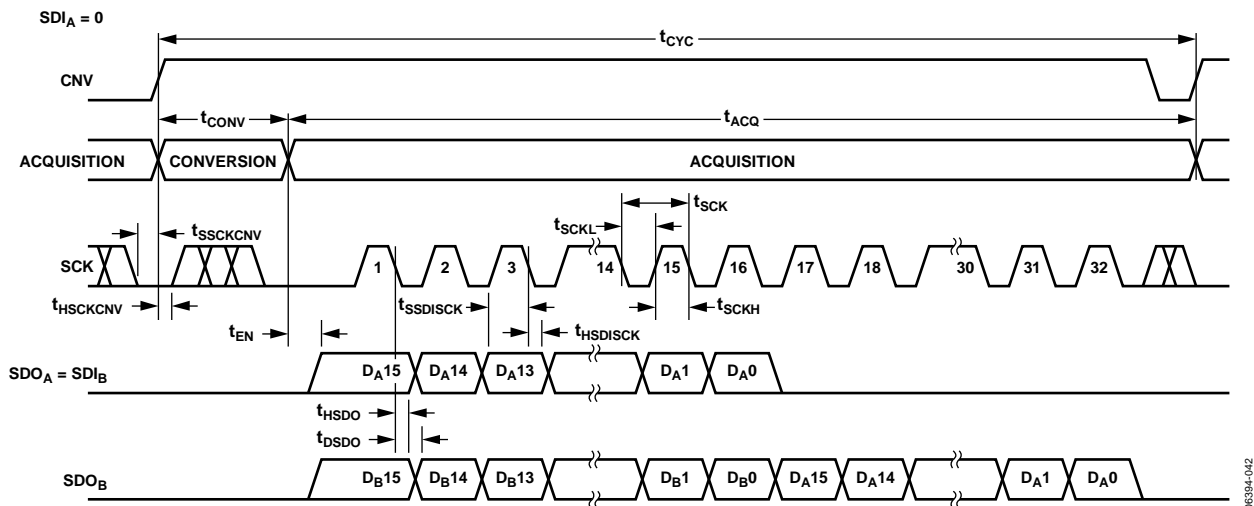 SDIA = 0
tCYC
CNV
tCONV
tACQ
ACQUISITION CONVERSION ACQUISITION
tSCK
tSCKL
tSSCKCNV
SCK 1 2 3 14 15 16 17 18 30 31 32
tHSCKCNV
tSSDISCK
tSCKH
tEN
tHSDISCK
SDOA = SDIB DA15 DA14 DA13 DA1 DA0
tHSDO
tDSDO
SDOB DB15 DB14 DB13 DB1 DB0 DA15 DA14 DA1 DA0
06394-042